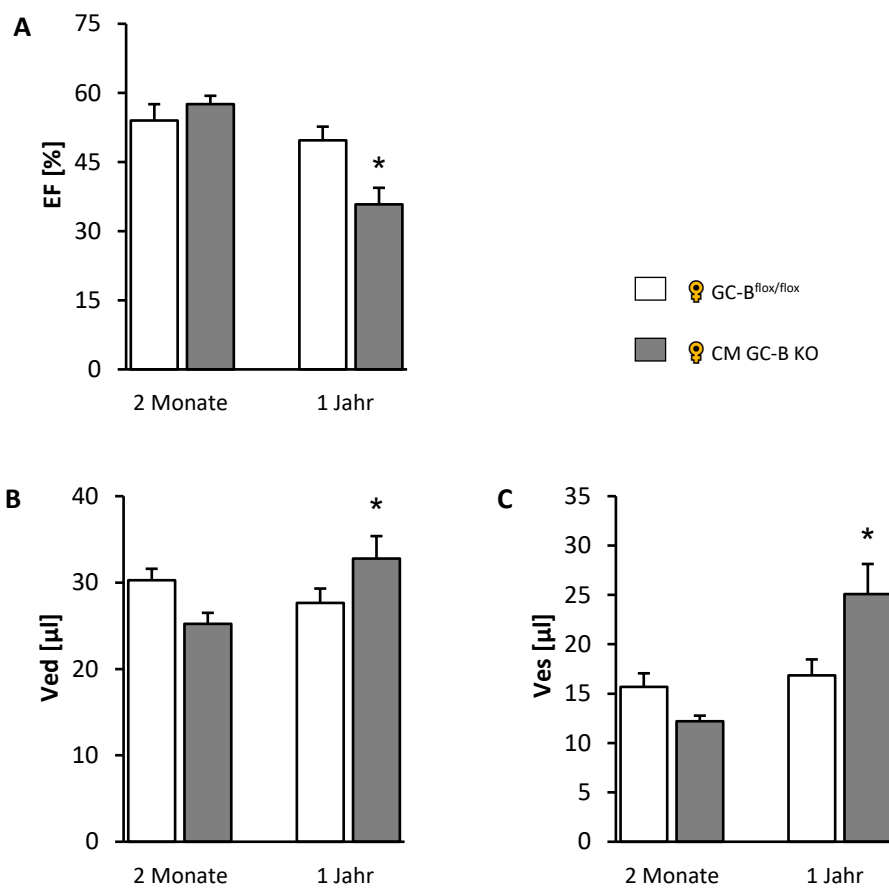 A
EF [%]
75
60
45
30
15
0
*
2 Monate 1 Jahr
♀ GC-Bflox/flox
♀ CM GC-B KO
B
Ved [µl]
40
30
20
10
0
*
2 Monate 1 Jahr
C
Ves [µl]
35
30
25
20
15
10
5
0
*
2 Monate 1 Jahr